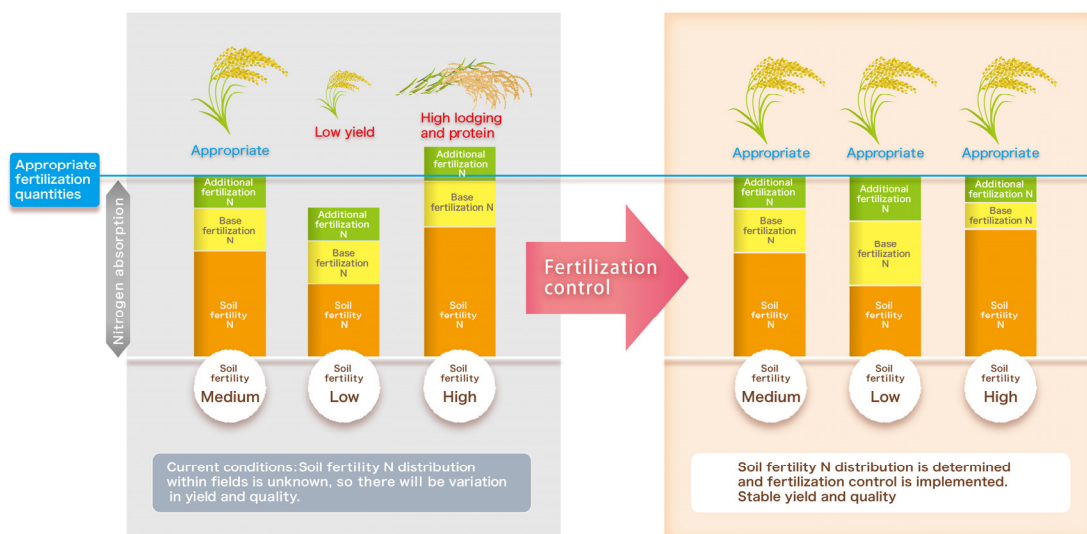 Appropriate
Low yield
High lodging
and protein
Appropriate
fertilization
quantities
Nitrogen absorption
Additional
fertilization
N
Base
fertilization
N
Soil
fertility
N
Additional
fertilization
N
Base
fertilization
N
Soil
fertility
N
Additional
fertilization
N
Base
fertilization N
Soil
fertility
N
Soil
fertility
Medium
Soil
fertility
Low
Soil
fertility
High
Current conditions: Soil fertility N distribution
within fields is unknown, so there will be variation
in yield and quality.
Fertilization
control
Appropriate
Appropriate
Appropriate
Additional
fertilization
N
Base
fertilization
N
Soil
fertility
N
Additional
fertilization
N
Base
fertilization
N
Soil
fertility
N
Additional
fertilization N
Base
fertilization N
Soil
fertility
N
Soil
fertility
Medium
Soil
fertility
Low
Soil
fertility
High
Soil fertility N distribution is determined
and fertilization control is implemented.
Stable yield and quality